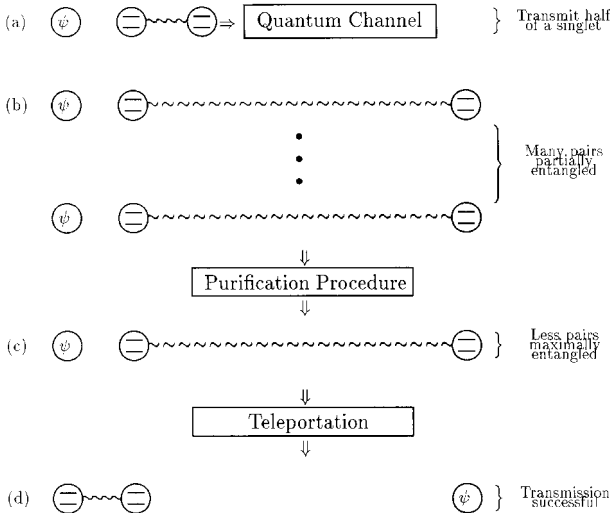 (a) ψ ⇒ Quantum Channel } Transmit half
of a singlet
(b) ψ
Many pairs
partially
entangled
ψ
⇓
Purification Procedure
⇓
(c) ψ } Less pairs
maximally
entangled
⇓
Teleportation
⇓
(d) ψ } Transmission
successful